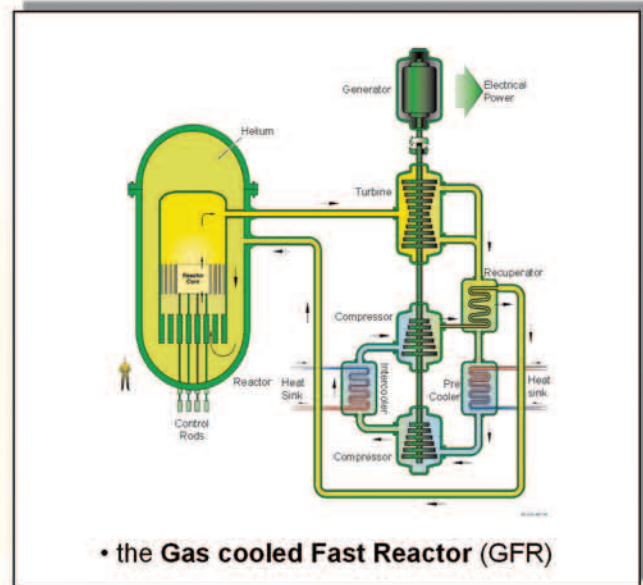 Generator
Electrical
Power
Helium
Turbine
Reactor
Core
Recuperator
Compressor
Intercooler
Heat
Sink
Reactor
Pre
Cooler
Heat
sink
Control
Rods
Compressor
• the Gas cooled Fast Reactor (GFR)